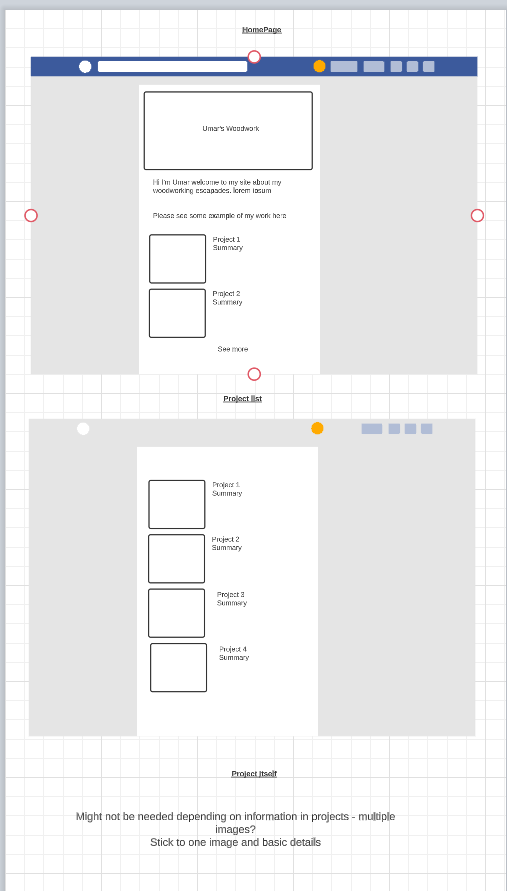 HomePage
Umar's Woodwork
Hi I'm Umar welcome to my site about my
woodworking escapades. lorem ipsum
Please see some example of my work here
Project 1
Summary
Project 2
Summary
See more
Project list
Project 1
Summary
Project 2
Summary
Project 3
Summary
Project 4
Summary
Project itself
Might not be needed depending on information in projects - multiple
images?
Stick to one image and basic details